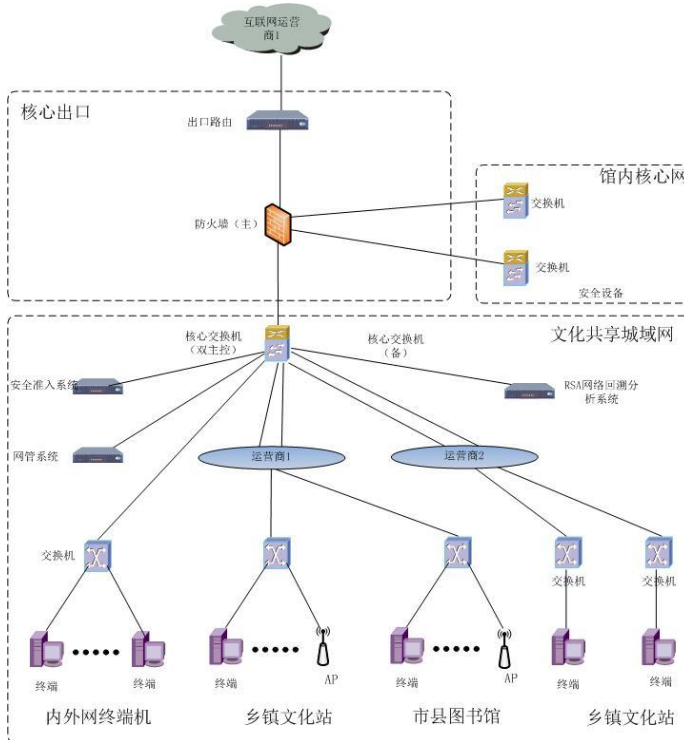 互联网运营
商1
核心出口
出口路由
馆内核心网
防火墙（主）
交换机
交换机
安全设备
核心交换机
（双主控）
核心交换机
（备）
文化共享城域网
安全准入系统
RSA网络回溯分
析系统
网管系统
运营商1
运营商2
交换机
交换机
交换机
终端
终端
终端
AP
终端
AP
终端
终端
内外网终端机
乡镇文化站
市县图书馆
乡镇文化站